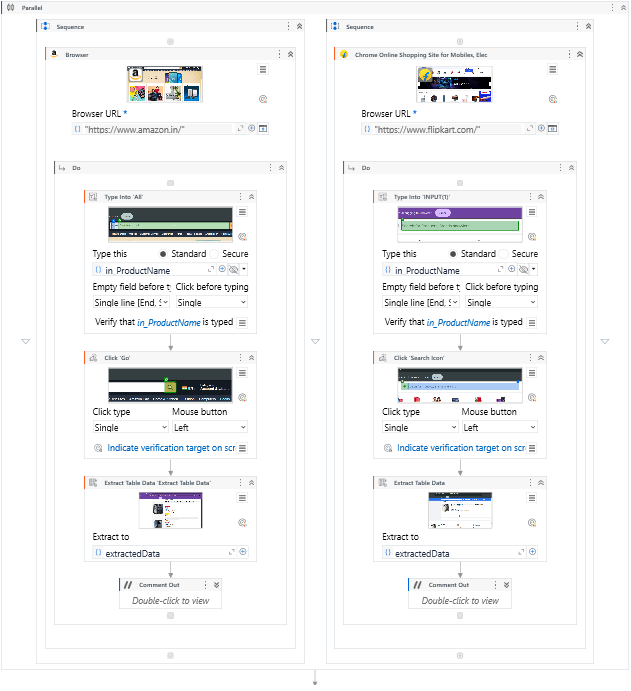 Parallel
Sequence
Browser
Browser URL *
"https://www.amazon.in/"
Do
Type Into 'All'
Type this
Standard
Secure
in_ProductName
Empty field before t
Click before typing
Single line [End, S
Single
Verify that in_ProductName is typed
Click 'Go'
Click type
Mouse button
Single
Left
Indicate verification target on scr
Extract Table Data 'Extract Table Data'
Extract to
extractedData
Comment Out
Double-click to view
Sequence
Chrome Online Shopping Site for Mobiles, Elec
Browser URL *
"https://www.flipkart.com/"
Do
Type Into 'INPUT(1)'
Type this
Standard
Secure
in_ProductName
Empty field before t
Click before typing
Single line [End, S
Single
Verify that in_ProductName is typed
Click 'Search Icon'
Click type
Mouse button
Single
Left
Indicate verification target on scr
Extract Table Data
Extract to
extractedData
Comment Out
Double-click to view